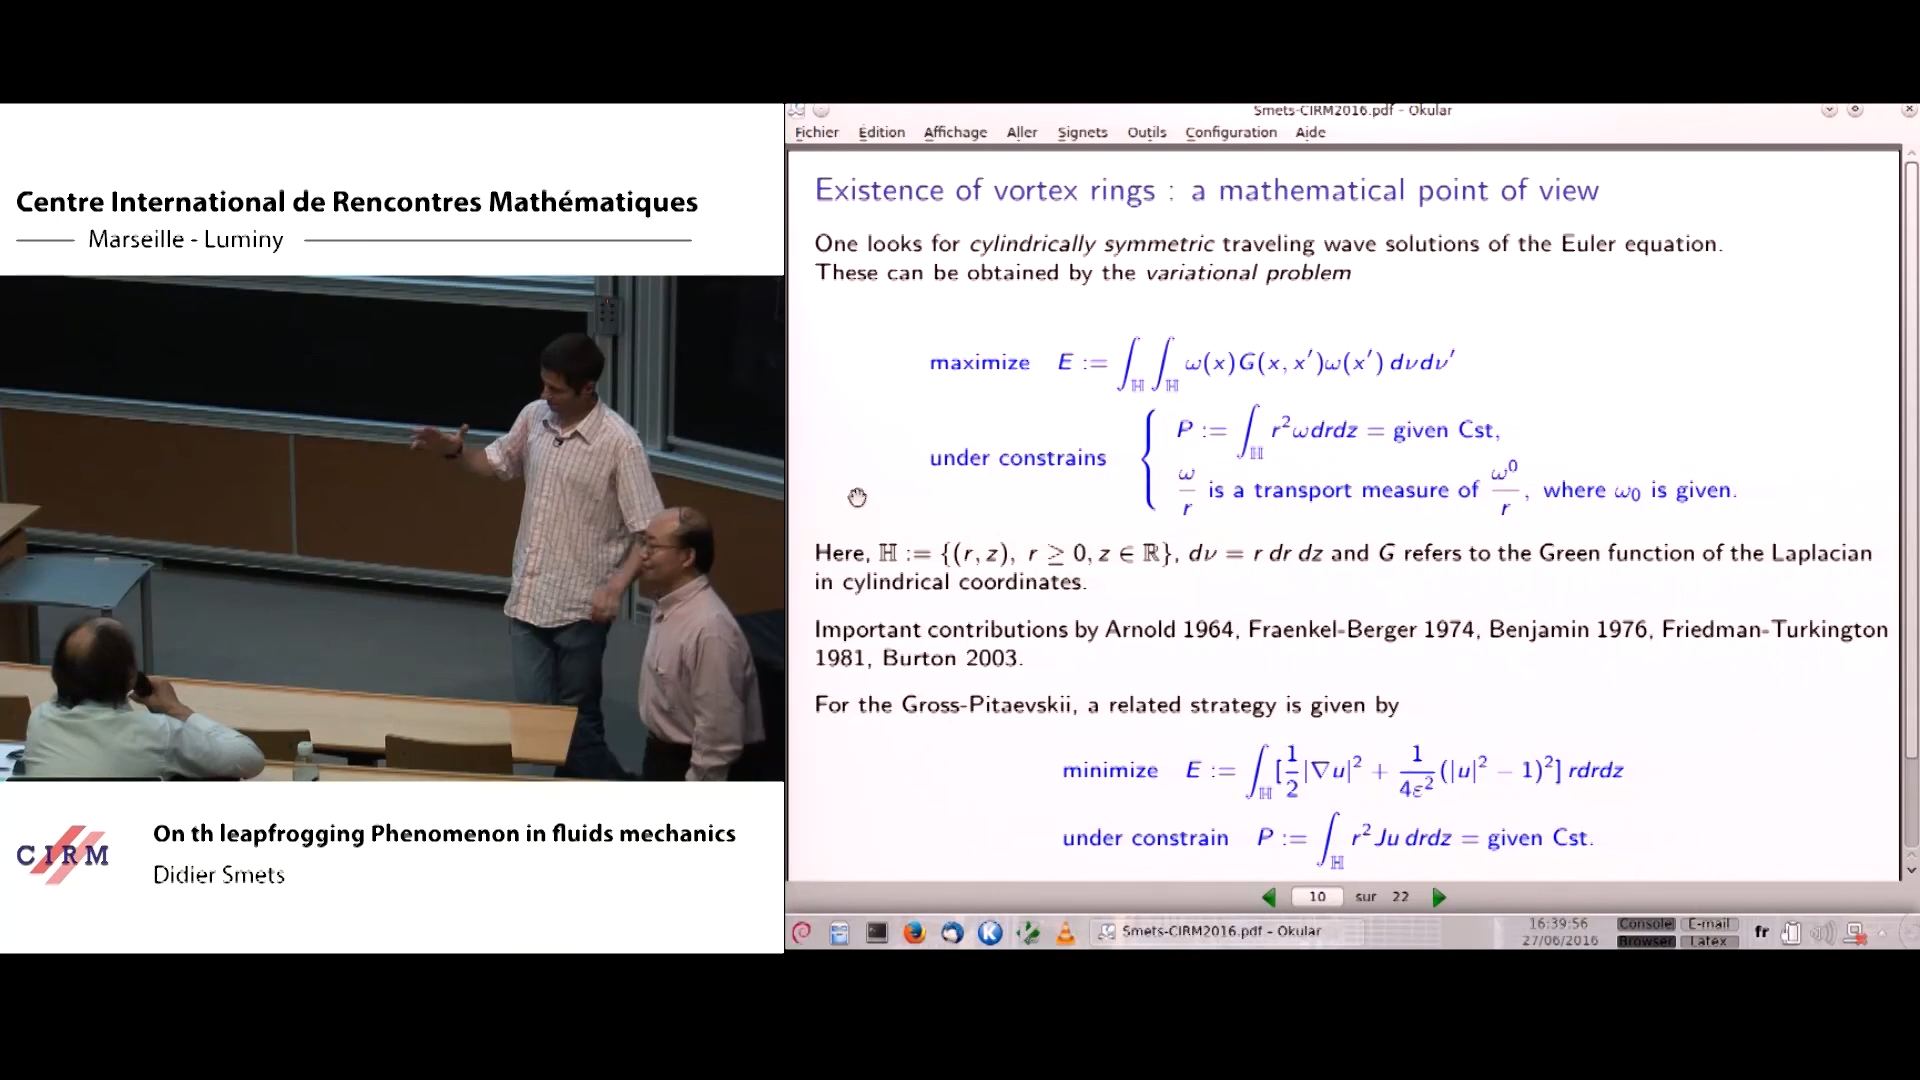 Centre International de Rencontres Mathématiques
Marseille - Luminy
CIRM
On th leapfrogging Phenomenon in fluids mechanics
Didier Smets
Smets-CIRM2016.pdf - Okular
Fichier Édition Affichage Aller Signets Outils Configuration Aide
Existence of vortex rings : a mathematical point of view
One looks for cylindrically symmetric traveling wave solutions of the Euler equation.
These can be obtained by the variational problem
maximize E := ∫_ℍ ∫_ℍ ω(x)G(x, x′)ω(x′) dνdν′
under constrains { P := ∫_ℍ r²ωdrdz = given Cst,
ω/r is a transport measure of ω⁰/r, where ω₀ is given.
Here, ℍ := {(r, z), r ≥ 0, z ∈ ℝ}, dν = r dr dz and G refers to the Green function of the Laplacian
in cylindrical coordinates.
Important contributions by Arnold 1964, Fraenkel-Berger 1974, Benjamin 1976, Friedman-Turkington
1981, Burton 2003.
For the Gross-Pitaevskii, a related strategy is given by
minimize E := ∫_ℍ [1/2|∇u|² + 1/4ε²(|u|² − 1)²] rdrdz
under constrain P := ∫_ℍ r² Ju drdz = given Cst.
10 sur 22
Smets-CIRM2016.pdf - Okular
16:39:56
27/06/2016
Console E-mail
Browser Latex
fr